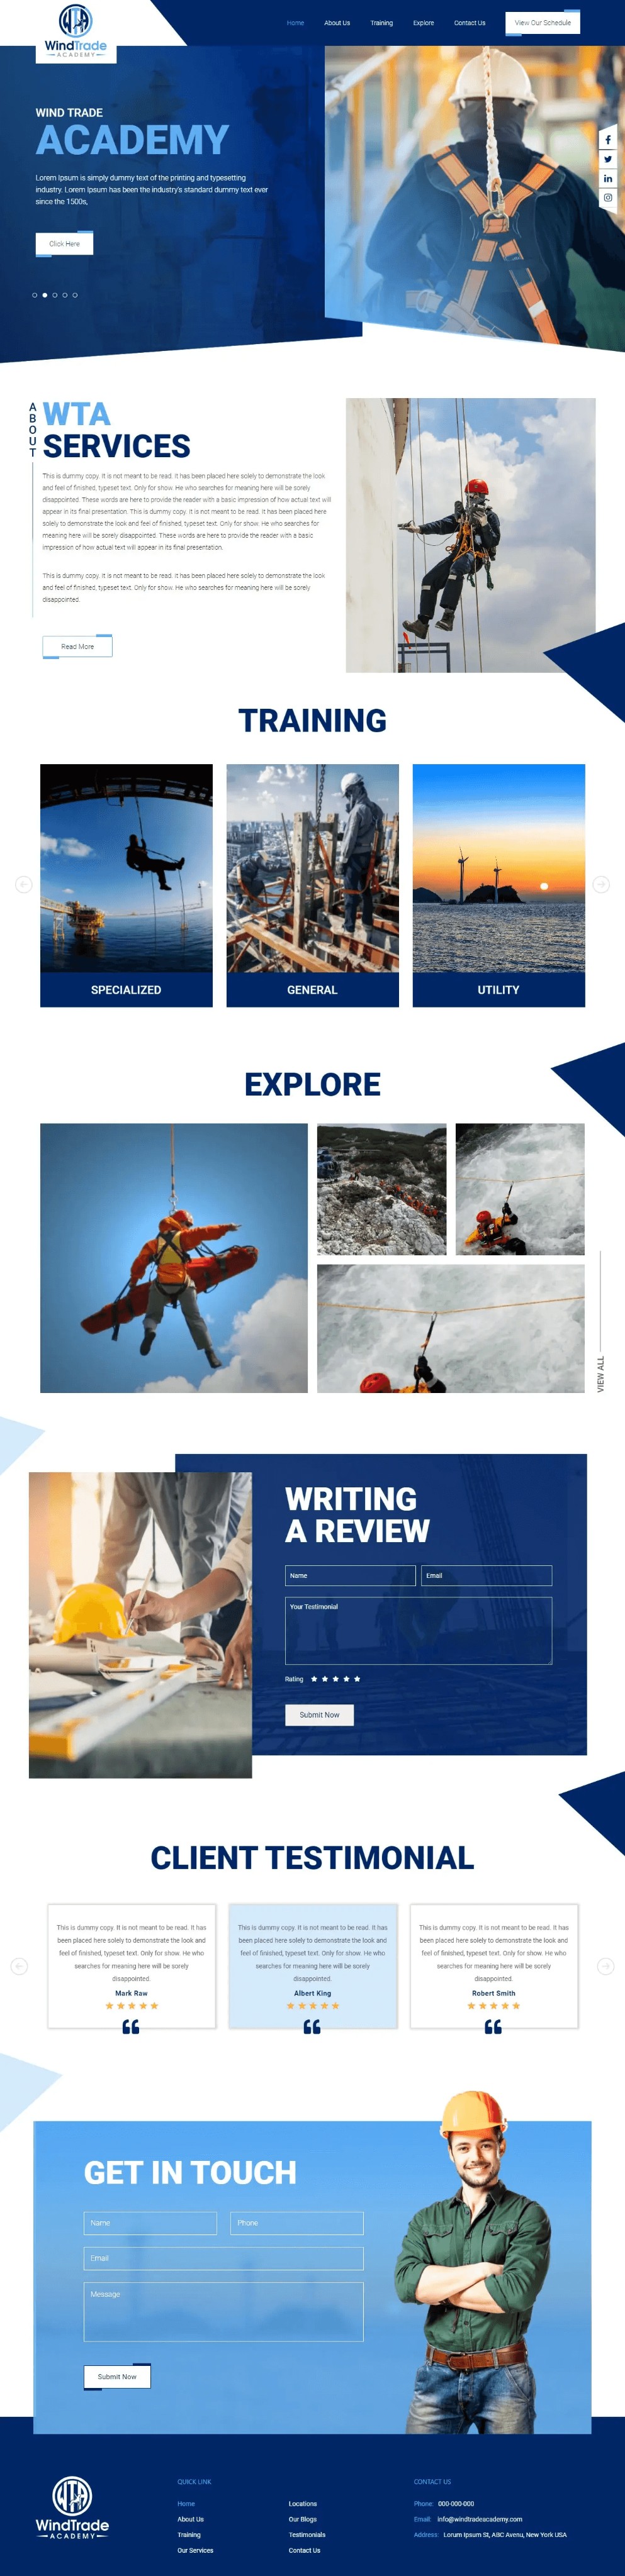 WTA
WindTrade
ACADEMY
Home
About Us
Training
Explore
Contact Us
View Our Schedule
WIND TRADE
ACADEMY
Lorem Ipsum is simply dummy text of the printing and typesetting
industry. Lorem Ipsum has been the industry's standard dummy text ever
since the 1500s,
Click Here
ABOUT
WTA
SERVICES
This is dummy copy. It is not meant to be read. It has been placed here solely to demonstrate the look
and feel of finished, typeset text. Only for show. He who searches for meaning here will be sorely
disappointed. These words are here to provide the reader with a basic impression of how actual text will
appear in its final presentation. This is dummy copy. It is not meant to be read. It has been placed here
solely to demonstrate the look and feel of finished, typeset text. Only for show. He who searches for
meaning here will be sorely disappointed. These words are here to provide the reader with a basic
impression of how actual text will appear in its final presentation.
This is dummy copy. It is not meant to be read. It has been placed here solely to demonstrate the look
and feel of finished, typeset text. Only for show. He who searches for meaning here will be sorely
disappointed.
Read More
TRAINING
SPECIALIZED
GENERAL
UTILITY
EXPLORE
VIEW ALL
WRITING
A REVIEW
Name
Email
Your Testimonial
Rating
Submit Now
CLIENT TESTIMONIAL
This is dummy copy. It is not meant to be read. It has
been placed here solely to demonstrate the look and
feel of finished, typeset text. Only for show. He who
searches for meaning here will be sorely
disappointed.
Mark Raw
This is dummy copy. It is not meant to be read. It has
been placed here solely to demonstrate the look and
feel of finished, typeset text. Only for show. He who
searches for meaning here will be sorely
disappointed.
Albert King
This is dummy copy. It is not meant to be read. It has
been placed here solely to demonstrate the look and
feel of finished, typeset text. Only for show. He who
searches for meaning here will be sorely
disappointed.
Robert Smith
GET IN TOUCH
Name
Phone
Email
Message
Submit Now
WTA
WindTrade
ACADEMY
QUICK LINK
Home
About Us
Training
Our Services
Locations
Our Blogs
Testimonials
Contact Us
CONTACT US
Phone: 000-000-000
Email: info@windtradeacademy.com
Address: Lorum Ipsum St, ABC Avenu, New York USA